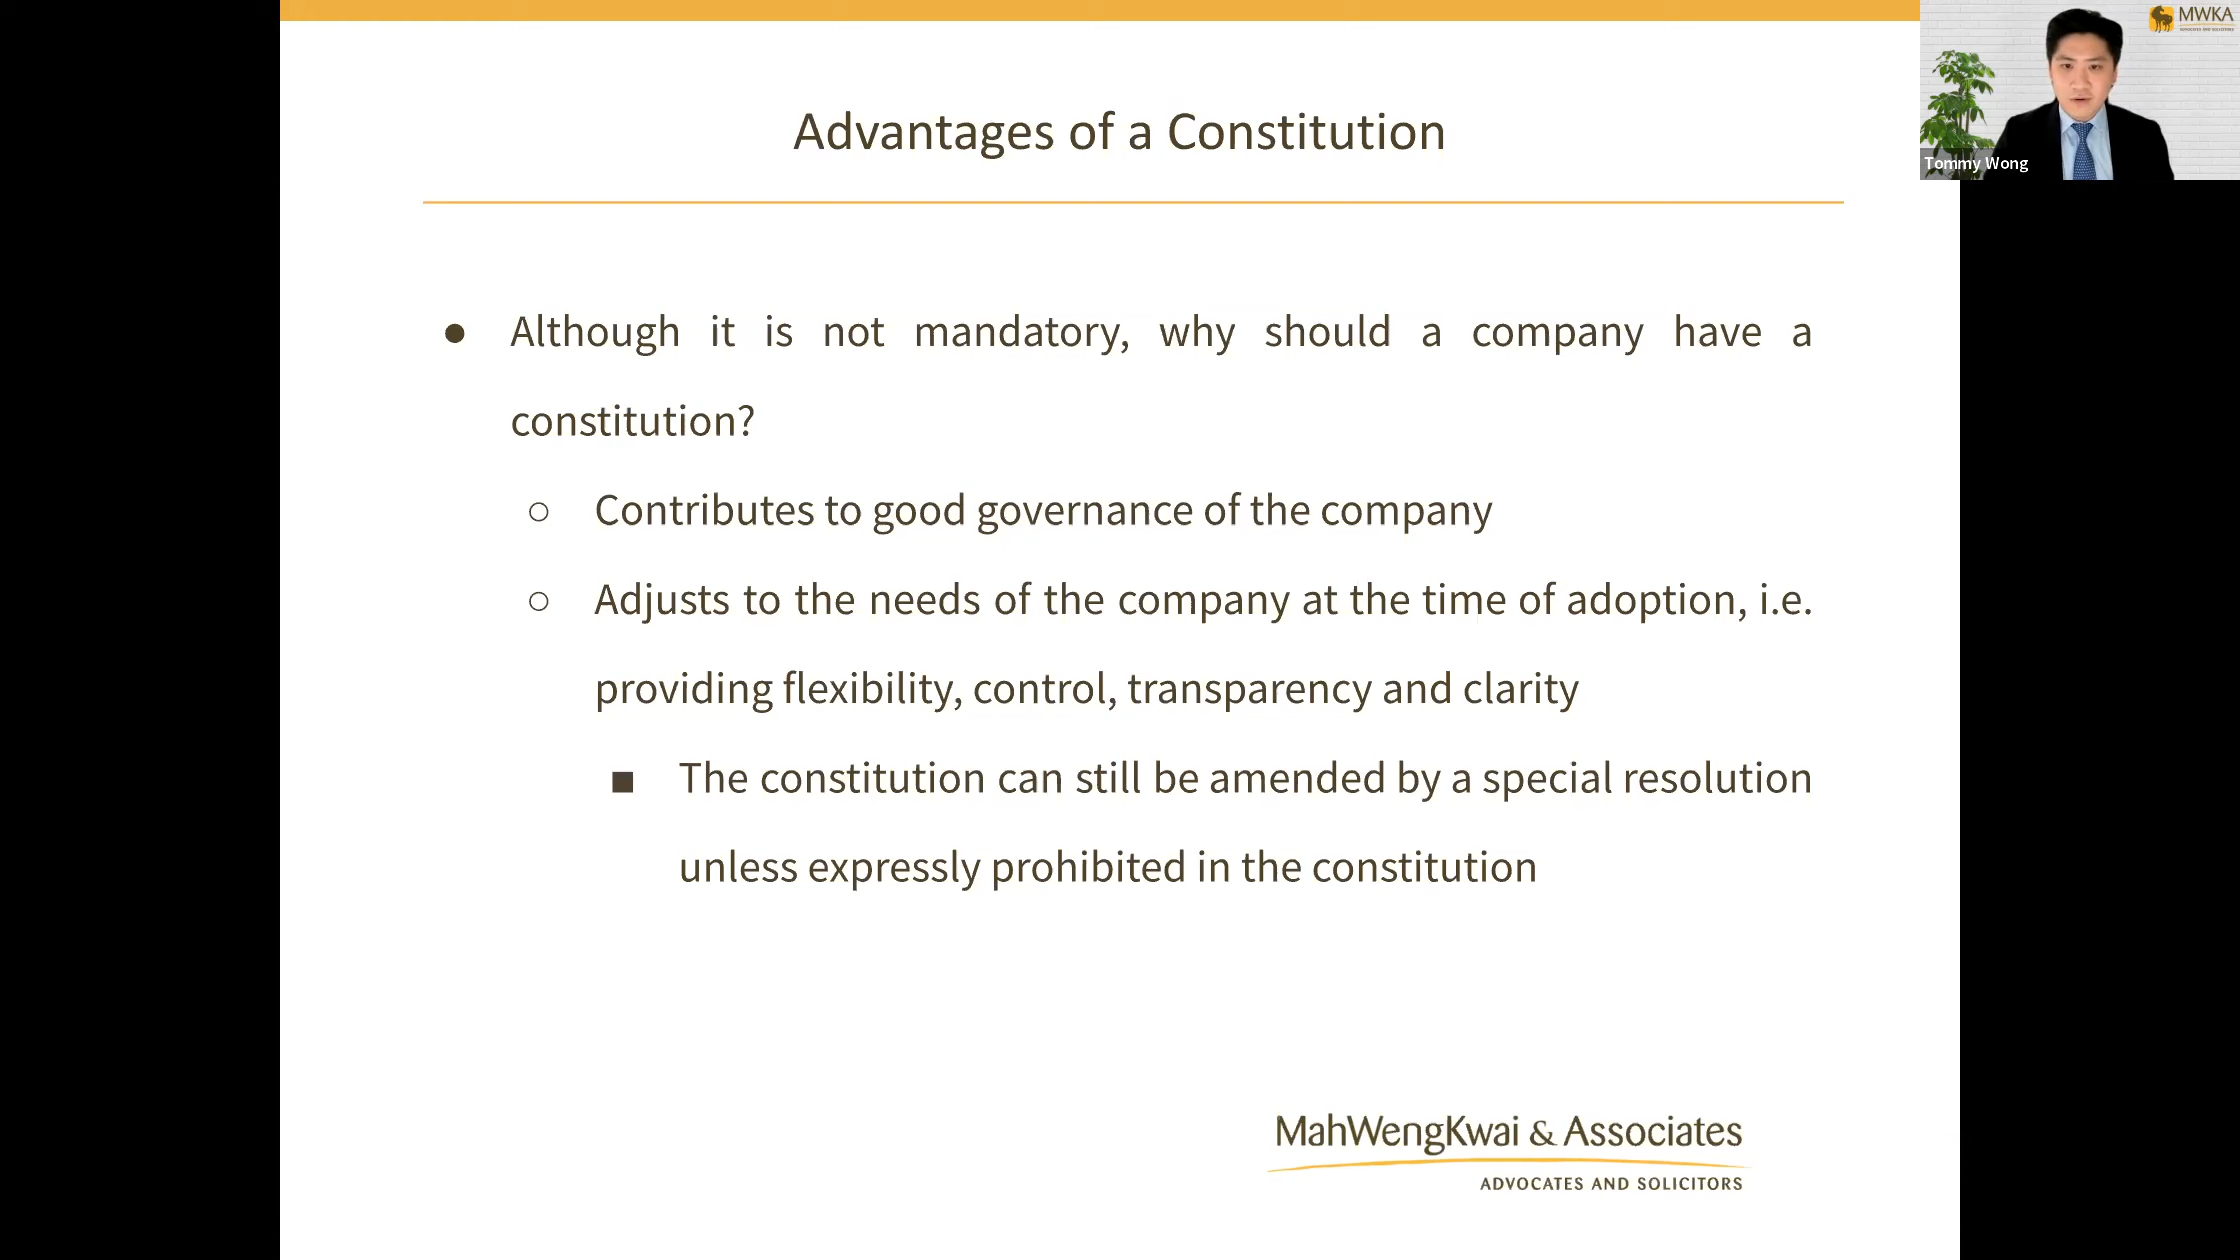 Advantages of a Constitution
MWKA
ADVOCATES AND SOLICITORS
Tommy Wong
● Although it is not mandatory, why should a company have a
constitution?
○ Contributes to good governance of the company
○ Adjusts to the needs of the company at the time of adoption, i.e.
providing flexibility, control, transparency and clarity
■ The constitution can still be amended by a special resolution
unless expressly prohibited in the constitution
MahWengKwai & Associates
ADVOCATES AND SOLICITORS